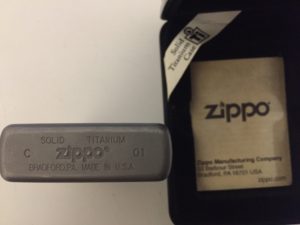 SOLID TITANIUM
C zippo 01
BRADFORD,PA. MADE IN U.S.A.
Solid
Titanium
Case
zippo
Zippo Manufacturing Company
33 Barbour Street
Bradford, PA 16701 USA
zippo.com